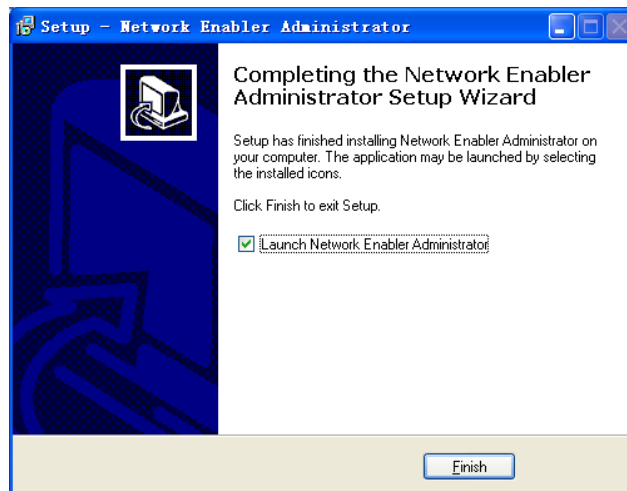 Setup - Network Enabler Administrator
Completing the Network Enabler
Administrator Setup Wizard
Setup has finished installing Network Enabler Administrator on
your computer. The application may be launched by selecting
the installed icons.
Click Finish to exit Setup.
Launch Network Enabler Administrator
Finish